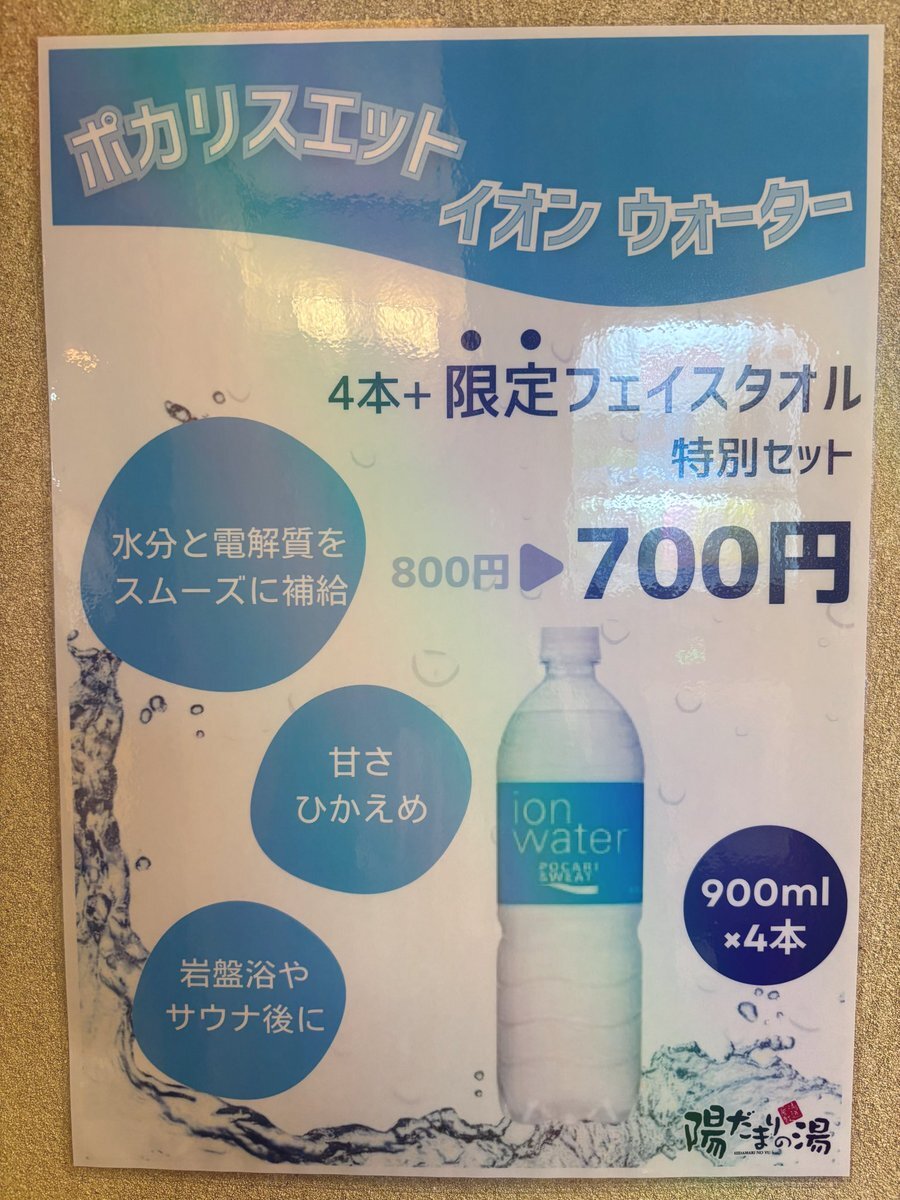 ポカリスエット
イオン ウォーター
4本+限定フェイスタオル
特別セット
水分と電解質を
スムーズに補給
800円▶700円
甘さ
ひかえめ
ion
water
POCARI
SWEAT
900ml
×4本
岩盤浴や
サウナ後に
陽だまりの湯
HIDAMARI NO YU